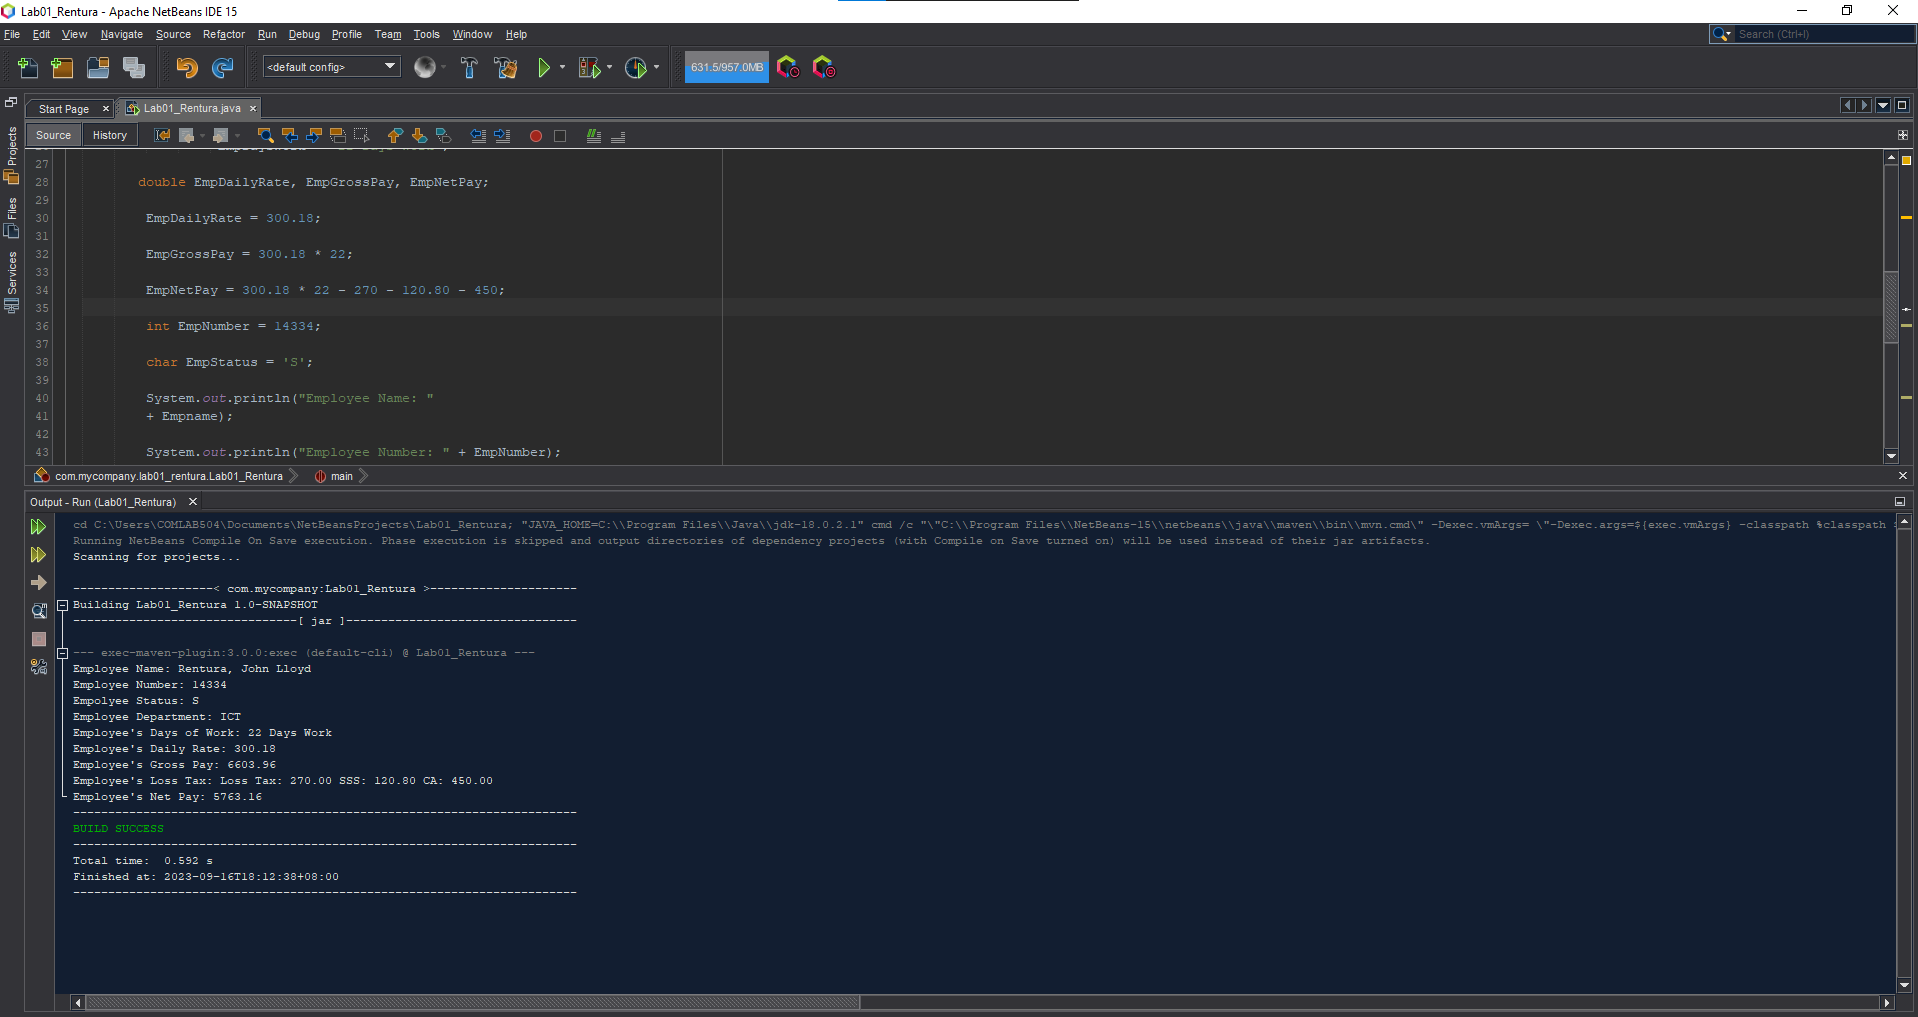 Lab01_Rentura - Apache NetBeans IDE 15
File Edit View Navigate Source Refactor Run Debug Profile Team Tools Window Help
Search (Ctrl+I)
<default config>
631.5/957.0MB
Start Page
Lab01_Rentura.java
Source History
Projects
Files
Services
27
28 double EmpDailyRate, EmpGrossPay, EmpNetPay;
29
30 EmpDailyRate = 300.18;
31
32 EmpGrossPay = 300.18 * 22;
33
34 EmpNetPay = 300.18 * 22 - 270 - 120.80 - 450;
35
36 int EmpNumber = 14334;
37
38 char EmpStatus = 'S';
39
40 System.out.println("Employee Name: "
41 + Empname);
42
43 System.out.println("Employee Number: " + EmpNumber);
com.mycompany.lab01_rentura.Lab01_Rentura main
Output - Run (Lab01_Rentura)
cd C:\Users\COMLAB504\Documents\NetBeansProjects\Lab01_Rentura; "JAVA_HOME=C:\\Program Files\\Java\\jdk-18.0.2.1" cmd /c "\"C:\\Program Files\\NetBeans-15\\netbeans\\java\\maven\\bin\\mvn.cmd\" -Dexec.vmArgs= \"-Dexec.args=${exec.vmArgs} -classpath %classpath
Running NetBeans Compile On Save execution. Phase execution is skipped and output directories of dependency projects (with Compile on Save turned on) will be used instead of their jar artifacts.
Scanning for projects...
--------------------< com.mycompany:Lab01_Rentura >---------------------
Building Lab01_Rentura 1.0-SNAPSHOT
--------------------------------[ jar ]---------------------------------
--- exec-maven-plugin:3.0.0:exec (default-cli) @ Lab01_Rentura ---
Employee Name: Rentura, John Lloyd
Employee Number: 14334
Empolyee Status: S
Employee Department: ICT
Employee's Days of Work: 22 Days Work
Employee's Daily Rate: 300.18
Employee's Gross Pay: 6603.96
Employee's Loss Tax: Loss Tax: 270.00 SSS: 120.80 CA: 450.00
Employee's Net Pay: 5763.16
------------------------------------------------------------------------
BUILD SUCCESS
------------------------------------------------------------------------
Total time:  0.592 s
Finished at: 2023-09-16T18:12:38+08:00
------------------------------------------------------------------------